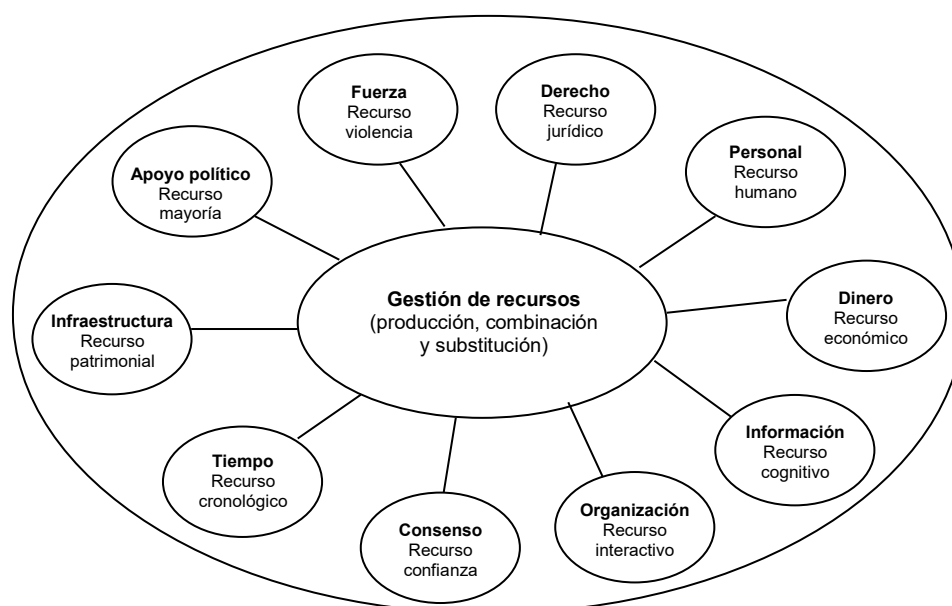 Fuerza
Recurso
violencia
Derecho
Recurso
jurídico
Apoyo político
Recurso
mayoría
Personal
Recurso
humano
Gestión de recursos
(producción, combinación
y substitución)
Dinero
Recurso
económico
Infraestructura
Recurso
patrimonial
Información
Recurso
cognitivo
Tiempo
Recurso
cronológico
Consenso
Recurso
confianza
Organización
Recurso
interactivo